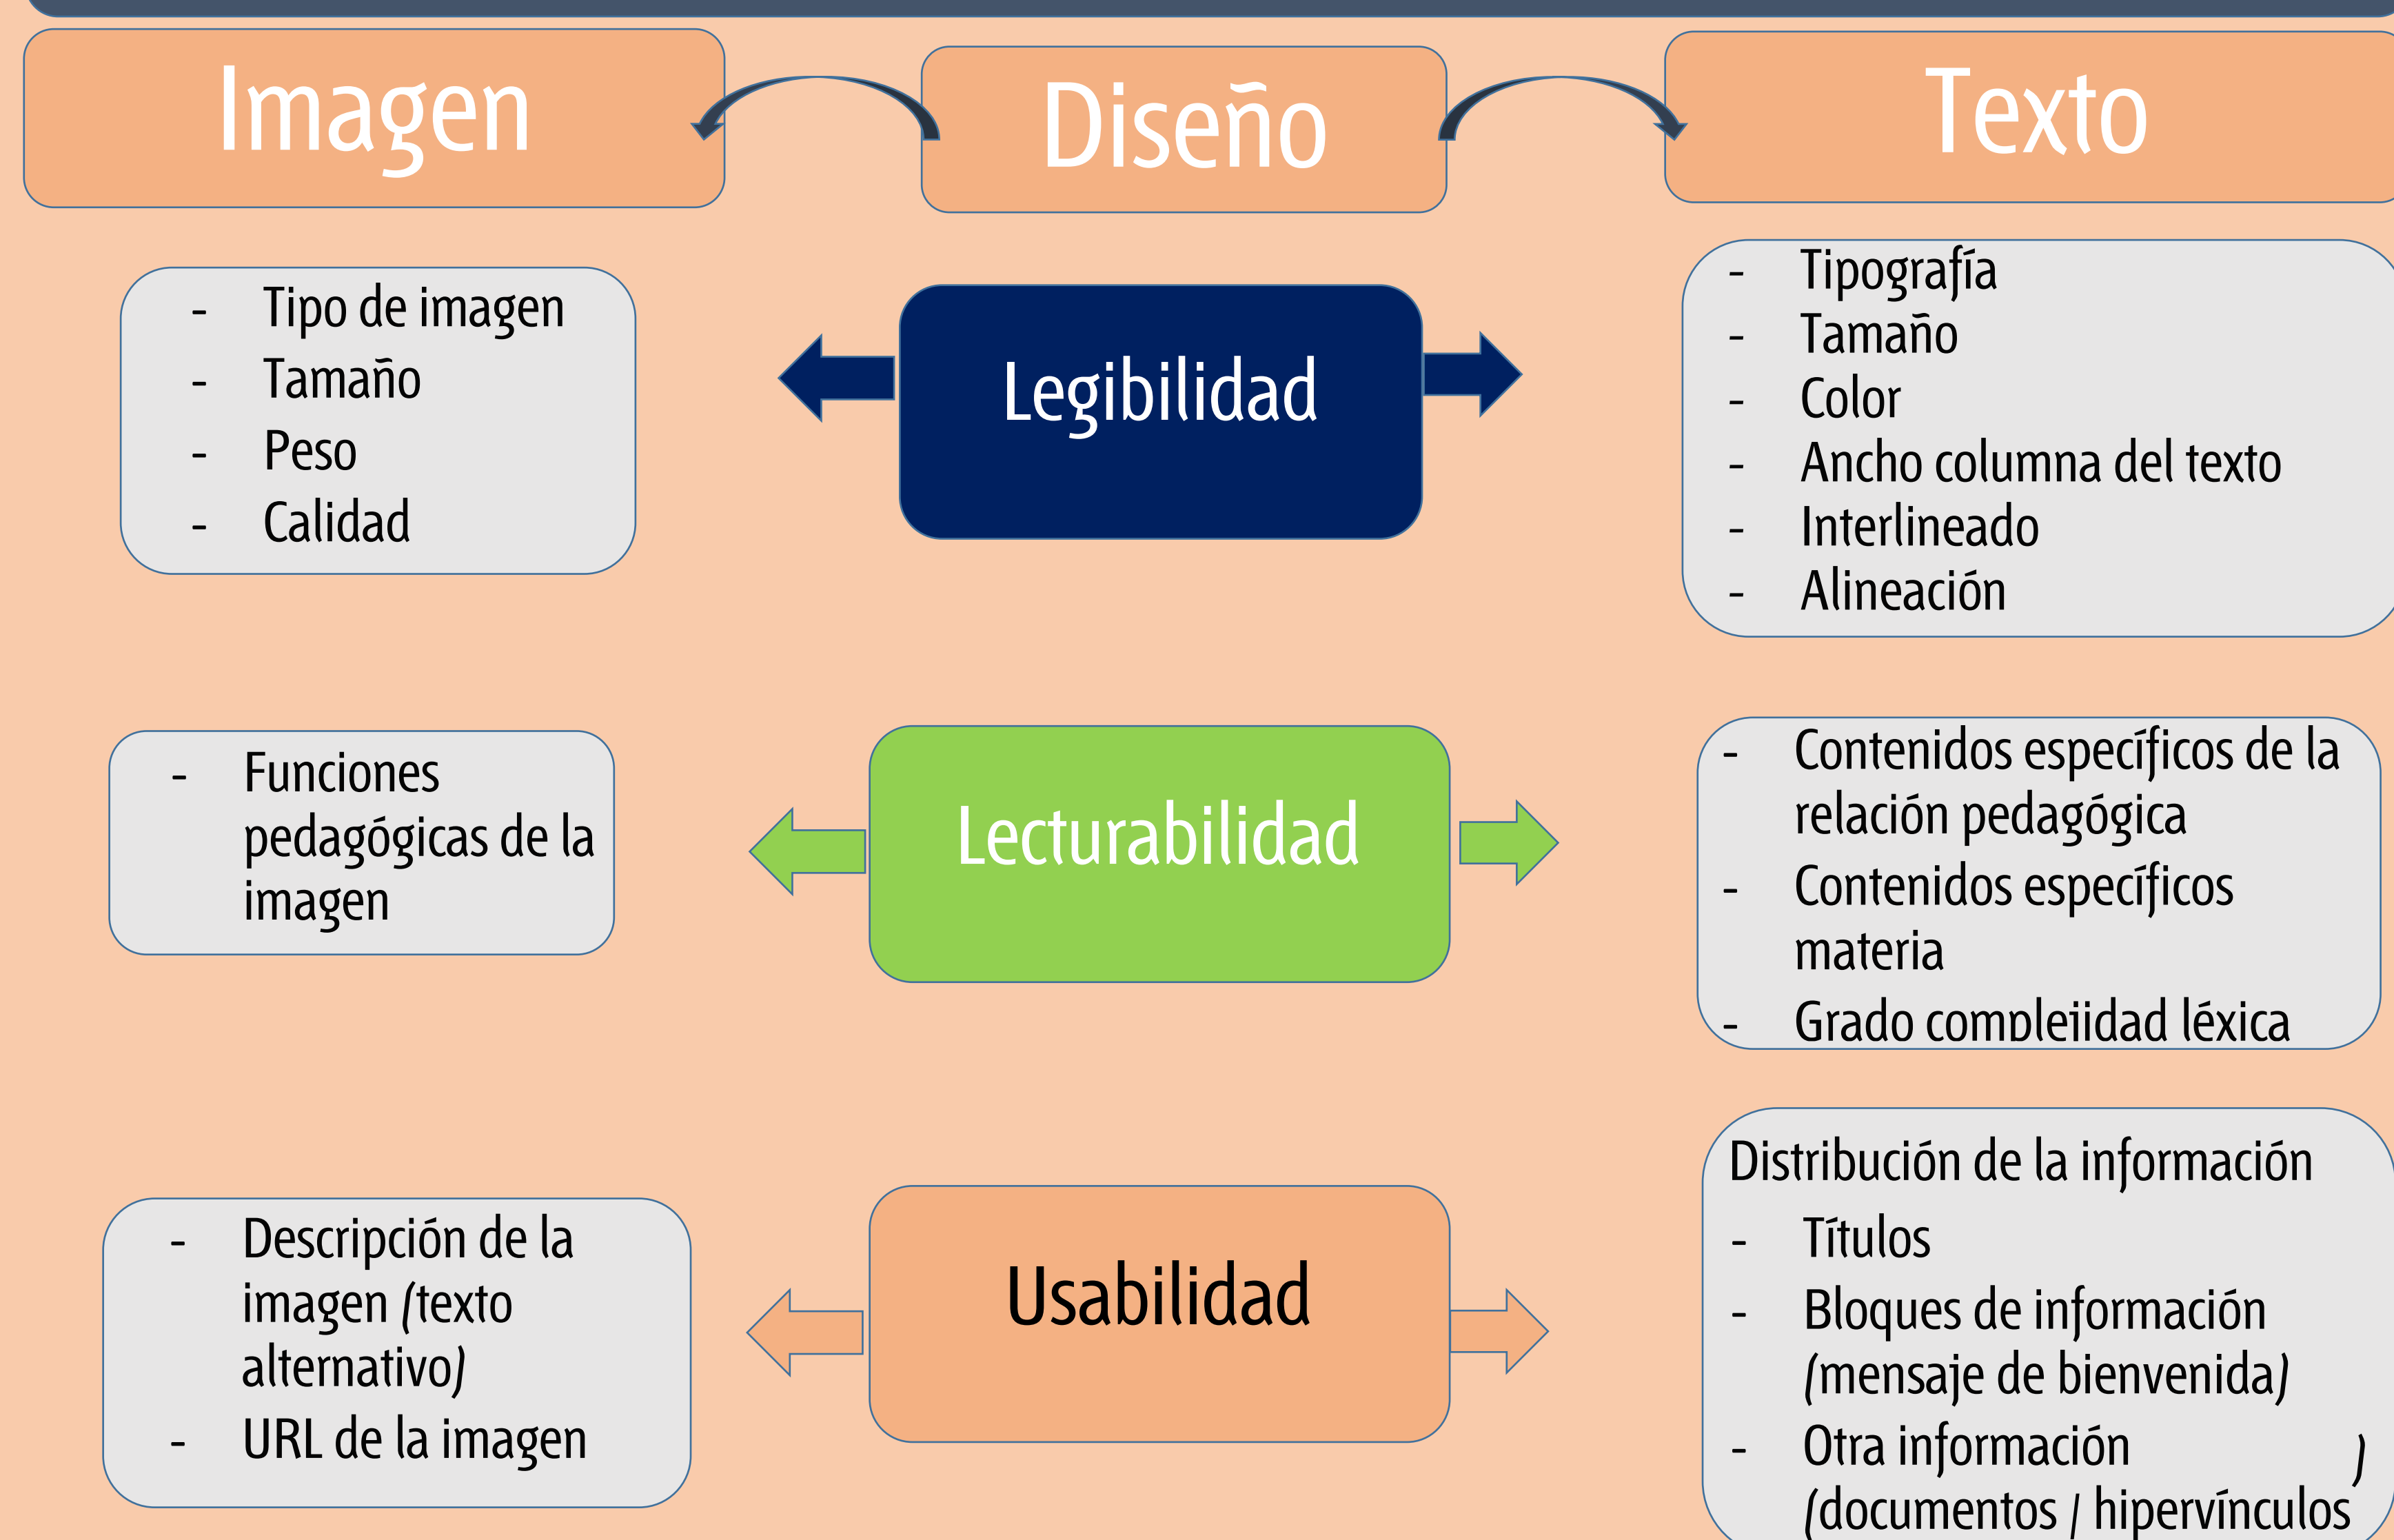 Imagen
Diseño
Texto
- Tipo de imagen
- Tamaño
- Peso
- Calidad
Legibilidad
- Tipografía
- Tamaño
- Color
- Ancho columna del texto
- Interlineado
- Alineación
- Funciones
pedagógicas de la
imagen
Lecturabilidad
- Contenidos específicos de la
relación pedagógica
- Contenidos específicos
materia
- Grado complejidad léxica
- Descripción de la
imagen (texto
alternativo)
- URL de la imagen
Usabilidad
Distribución de la información
- Títulos
- Bloques de información
(mensaje de bienvenida)
- Otra información
(documentos / hipervínculos)